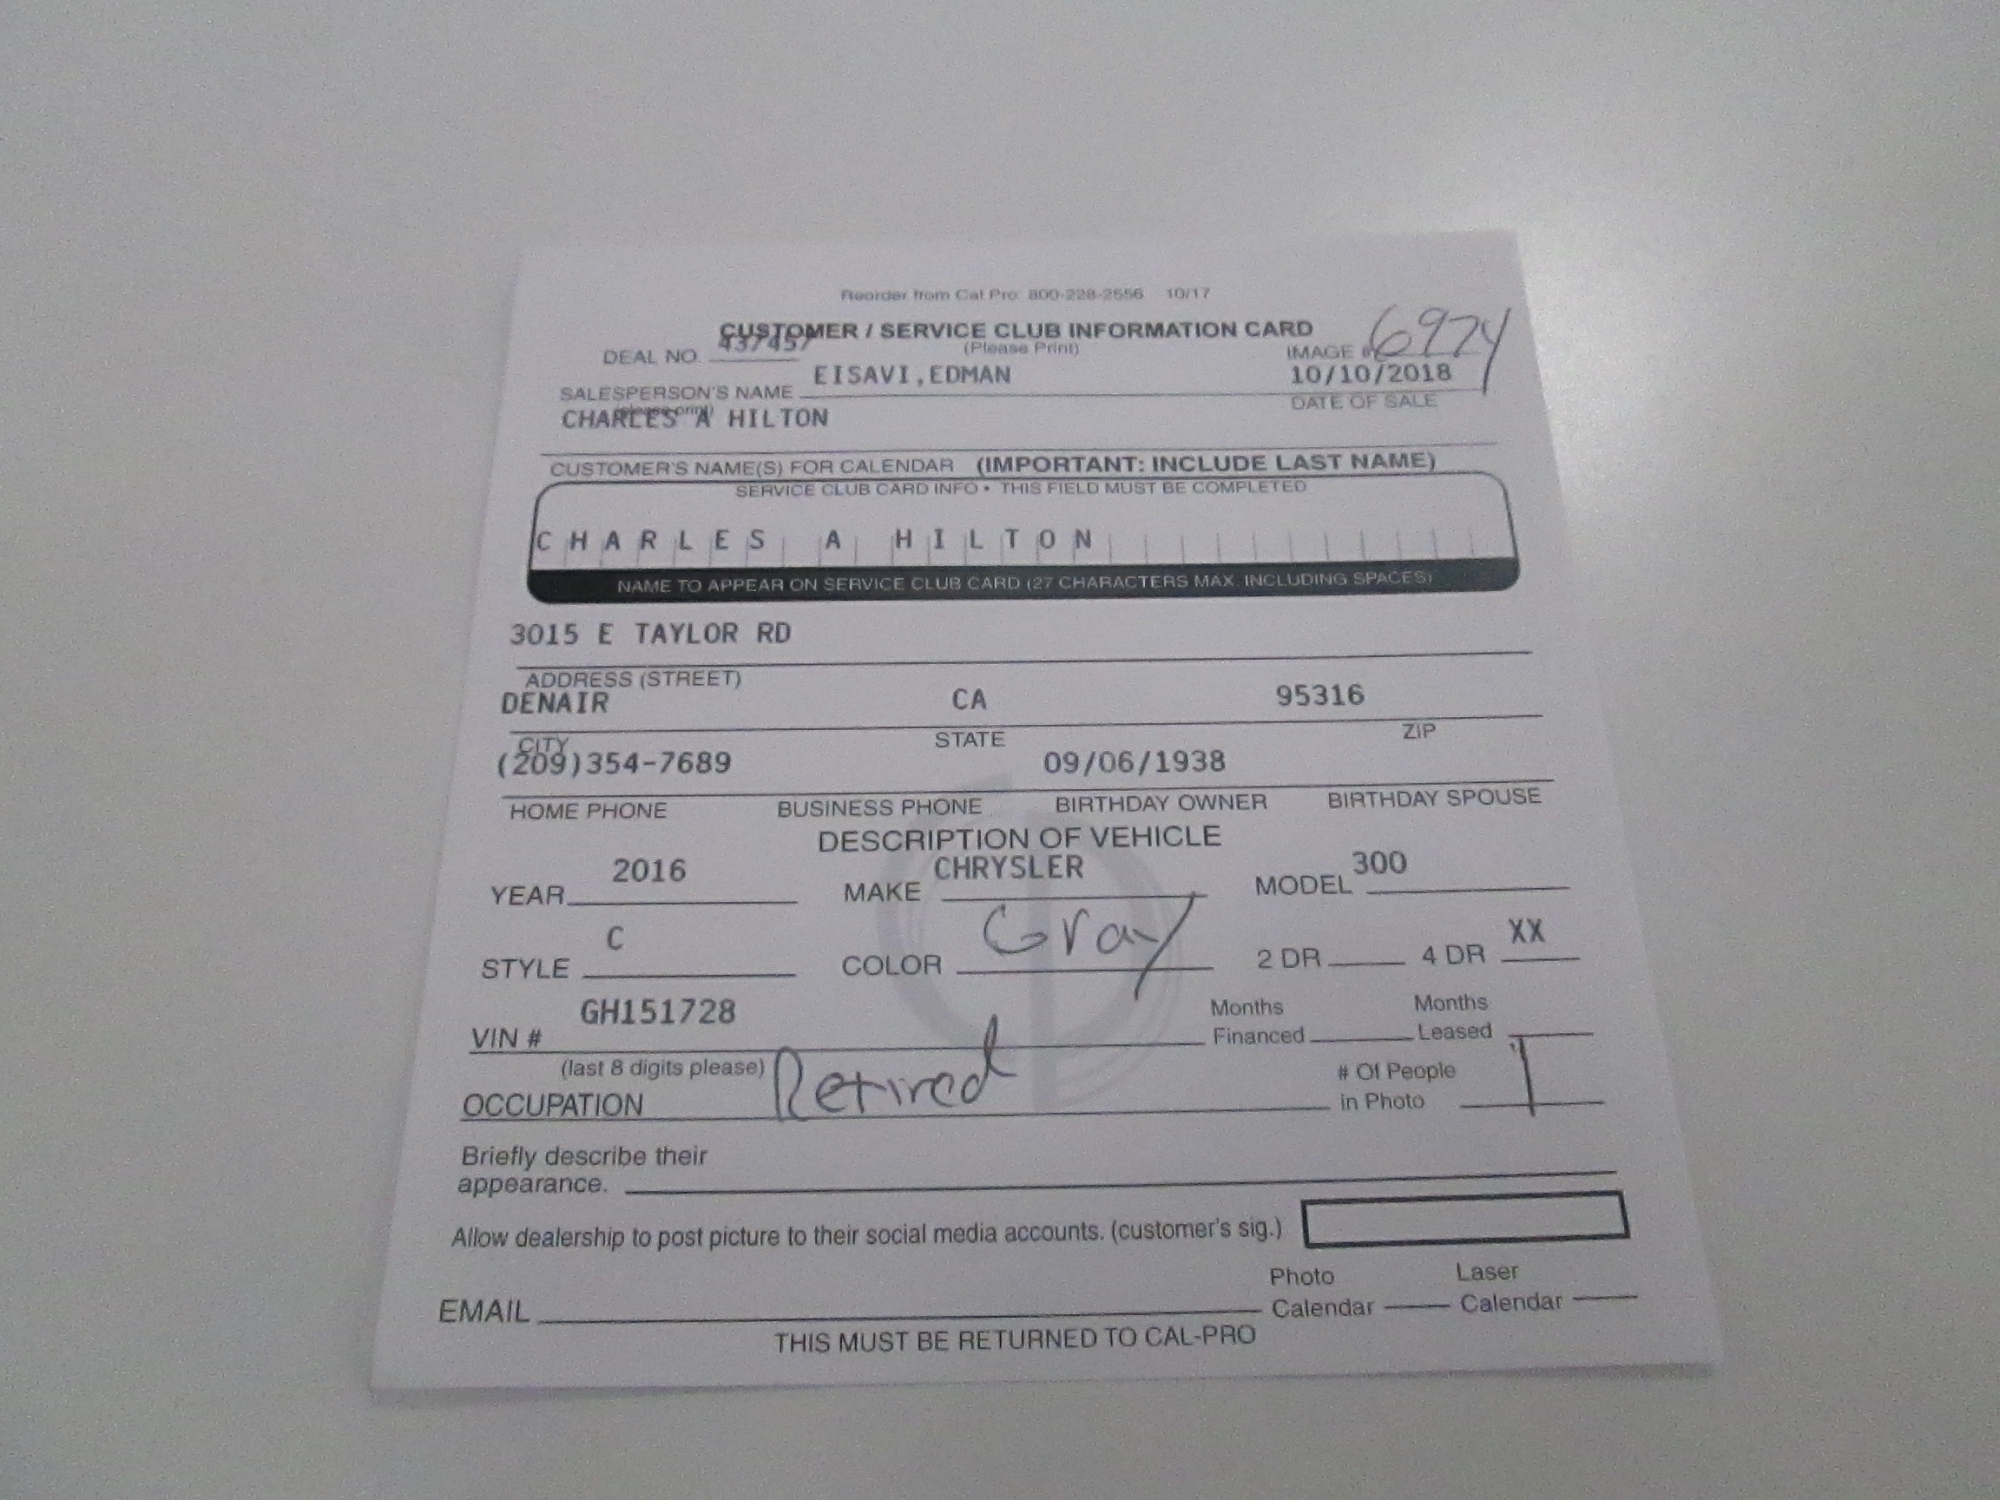 Reorder from Cal Pro: 800-228-2556 10/17
CUSTOMER / SERVICE CLUB INFORMATION CARD
(Please Print)
DEAL NO. 437457 IMAGE # 6974
SALESPERSON'S NAME EISAVI,EDMAN 10/10/2018
(please print) DATE OF SALE
CHARLES A HILTON
CUSTOMER'S NAME(S) FOR CALENDAR (IMPORTANT: INCLUDE LAST NAME)
SERVICE CLUB CARD INFO • THIS FIELD MUST BE COMPLETED
CHARLES A HILTON
NAME TO APPEAR ON SERVICE CLUB CARD (27 CHARACTERS MAX. INCLUDING SPACES)
3015 E TAYLOR RD
ADDRESS (STREET)
DENAIR CA 95316
CITY STATE ZIP
(209)354-7689 09/06/1938
HOME PHONE BUSINESS PHONE BIRTHDAY OWNER BIRTHDAY SPOUSE
DESCRIPTION OF VEHICLE
YEAR 2016 MAKE CHRYSLER MODEL 300
STYLE C COLOR Gray 2 DR 4 DR XX
VIN # GH151728 Months Financed Months Leased
(last 8 digits please)
OCCUPATION Retired # Of People in Photo 1
Briefly describe their
appearance.
Allow dealership to post picture to their social media accounts. (customer's sig.)
EMAIL Photo Calendar Laser Calendar
THIS MUST BE RETURNED TO CAL-PRO